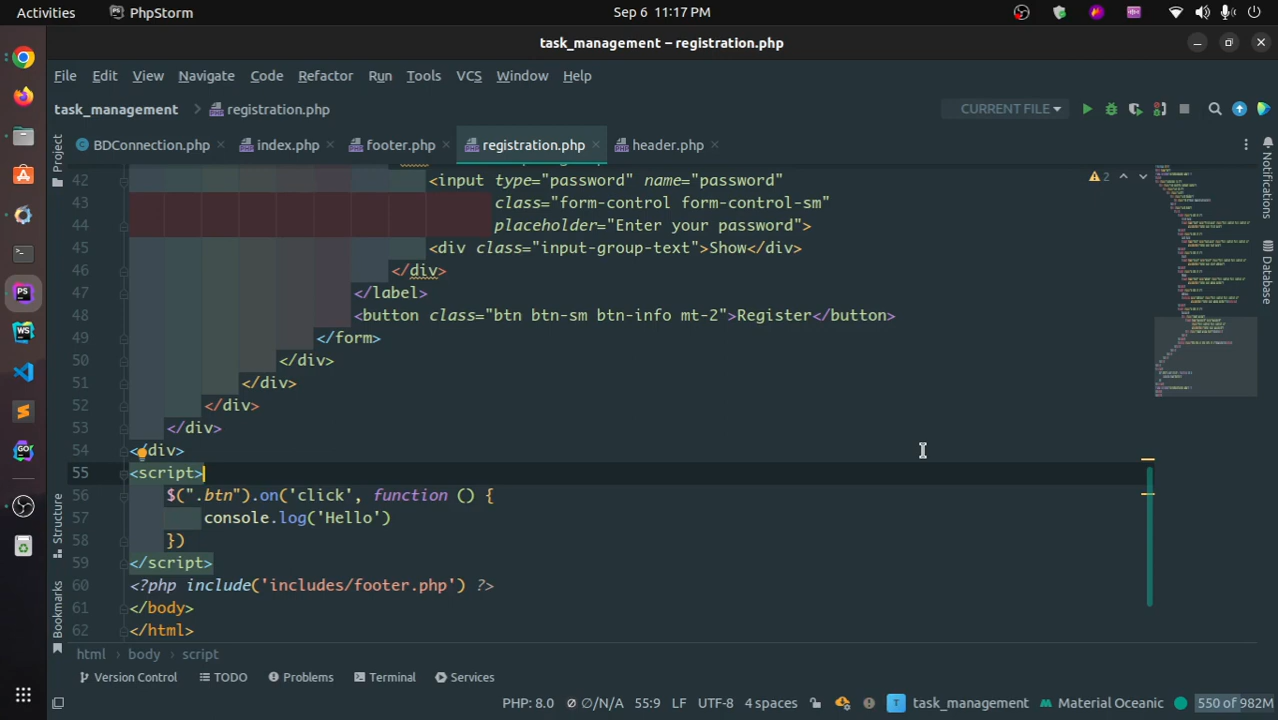 Activities PhpStorm Sep 6 11:17 PM
task_management – registration.php
File Edit View Navigate Code Refactor Run Tools VCS Window Help
task_management registration.php CURRENT FILE
BDConnection.php index.php footer.php registration.php header.php
Project
Structure
Bookmarks
Notifications
Database
2
42 <input type="password" name="password"
43 class="form-control form-control-sm"
44 placeholder="Enter your password">
45 <div class="input-group-text">Show</div>
46 </div>
47 </label>
48 <button class="btn btn-sm btn-info mt-2">Register</button>
49 </form>
50 </div>
51 </div>
52 </div>
53 </div>
54 </div>
55 <script>
56 $(".btn").on('click', function () {
57 console.log('Hello')
58 })
59 </script>
60 <?php include('includes/footer.php') ?>
61 </body>
62 </html>
html body script
Version Control TODO Problems Terminal Services
PHP: 8.0 ∅/N/A 55:9 LF UTF-8 4 spaces T task_management Material Oceanic 550 of 982M